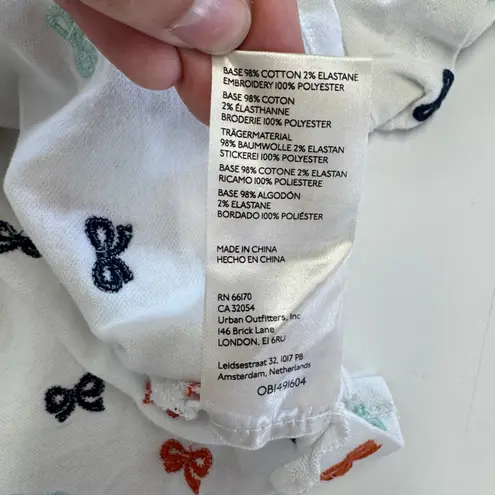 BASE 98% COTTON 2% ELASTANE
EMBROIDERY 100% POLYESTER
BASE 98% COTON
2% ÉLASTHANNE
BRODERIE 100% POLYESTER
TRÄGERMATERIAL
98% BAUMWOLLE 2% ELASTAN
STICKEREI 100% POLYESTER
BASE 98% COTONE 2% ELASTAN
RICAMO 100% POLIESTERE
BASE 98% ALGODÓN
2% ELASTANE
BORDADO 100% POLIÉSTER
MADE IN CHINA
HECHO EN CHINA
RN 66170
CA 32054
Urban Outfitters, Inc
146 Brick Lane
LONDON, E1 6RU
Leidsestraat 32, 1017 PB
Amsterdam, Netherlands
OB1491604